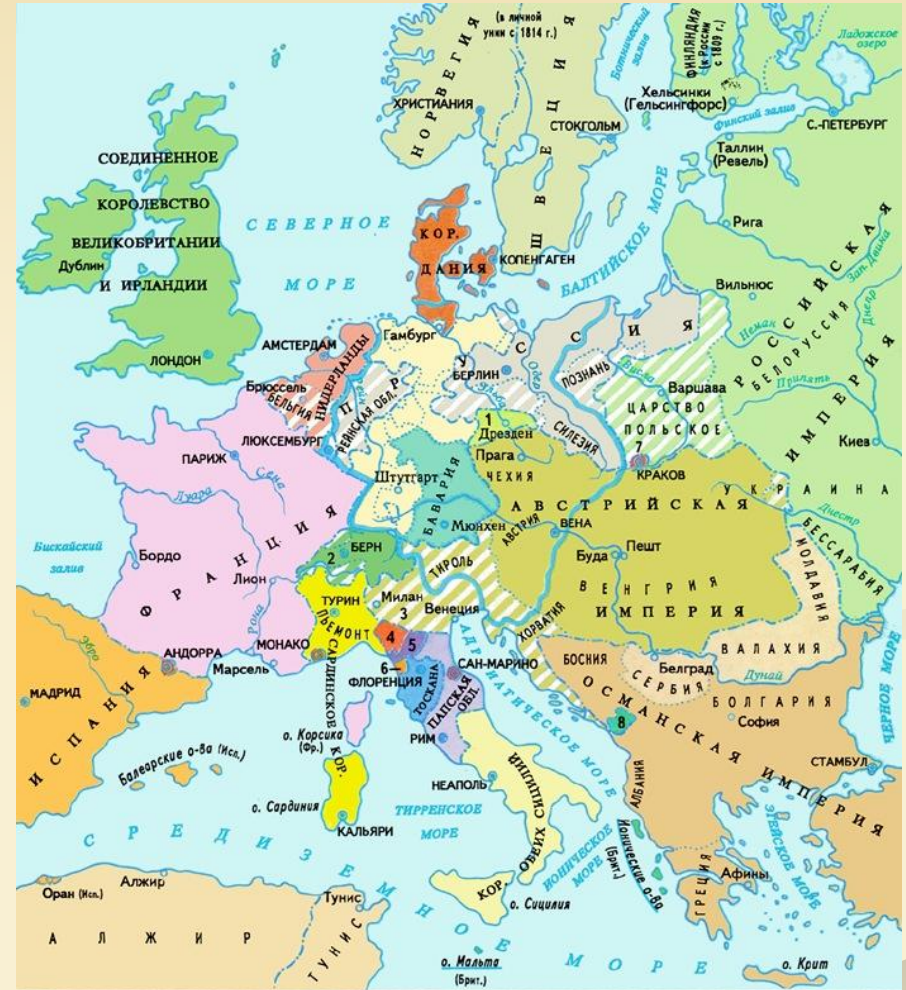 (в личной
унии с 1814 г.)
НОРВЕГИЯ
ШВЕЦИЯ
Ботнический
залив
ФИНЛЯНДИЯ
(к России
с 1809 г.)
Ладожское
озеро
ХРИСТИАНИЯ
СТОКГОЛЬМ
Хельсинки
(Гельсингфорс)
Финский залив
С.-ПЕТЕРБУРГ
Таллин
(Ревель)
СОЕДИНЕННОЕ
КОРОЛЕВСТВО
ВЕЛИКОБРИТАНИИ
И ИРЛАНДИИ
Дублин
ЛОНДОН
СЕВЕРНОЕ
МОРЕ
КОР.
ДАНИЯ
КОПЕНГАГЕН
БАЛТИЙСКОЕ МОРЕ
Рига
Зап. Двина
Вильнюс
Днепр
Неман
РОССИЙСКАЯ
ИМПЕРИЯ
БЕЛОРУССИЯ
Припять
Киев
УКРАИНА
Днестр
БЕССАРАБИЯ
АМСТЕРДАМ
НИДЕРЛАНДЫ
Брюссель
БЕЛЬГИЯ
ЛЮКСЕМБУРГ
Гамбург
ПРУССИЯ
РЕЙНСКАЯ ОБЛ.
Рейн
БЕРЛИН
Эльба
Одер
ПОЗНАНЬ
СИЛЕЗИЯ
Висла
Варшава
ЦАРСТВО
ПОЛЬСКОЕ
7
КРАКОВ
1
Дрезден
Прага
ЧЕХИЯ
Штутгарт
БАВАРИЯ
Мюнхен
АВСТРИЙСКАЯ
ИМПЕРИЯ
АВСТРИЯ
ВЕНА
Буда
Пешт
ВЕНГРИЯ
ТИРОЛЬ
ХОРВАТИЯ
ПАРИЖ
Сена
Луара
ФРАНЦИЯ
Бискайский
залив
Бордо
Лион
Рона
МОНАКО
Марсель
АНДОРРА
Эбро
МАДРИД
ИСПАНИЯ
Балеарские о-ва (Исп.)
2
БЕРН
ТУРИН
Милан
3
Венеция
ПЬЕМОНТ
САРДИНСКОЕ КОР.
4
5
6
ФЛОРЕНЦИЯ
ТОСКАНА
САН-МАРИНО
ПАПСКАЯ
ОБЛ.
РИМ
о. Корсика
(Фр.)
о. Сардиния
КАЛЬЯРИ
ТИРРЕНСКОЕ
МОРЕ
НЕАПОЛЬ
КОР.
ОБЕИХ СИЦИЛИЙ
о. Сицилия
АДРИАТИЧЕСКОЕ МОРЕ
ИОНИЧЕСКОЕ
МОРЕ
Ионические о-ва
(Брит.)
МОЛДАВИЯ
ВАЛАХИЯ
БОСНИЯ
Белград
СЕРБИЯ
Дунай
БОЛГАРИЯ
София
8
ОСМАНСКАЯ ИМПЕРИЯ
АЛБАНИЯ
ГРЕЦИЯ
Афины
СТАМБУЛ
ЧЕРНОЕ МОРЕ
ЭГЕЙСКОЕ МОРЕ
о. Крит
СРЕДИЗЕМНОЕ МОРЕ
Оран (Исп.)
Алжир
АЛЖИР
Тунис
ТУНИС
о. Мальта
(Брит.)